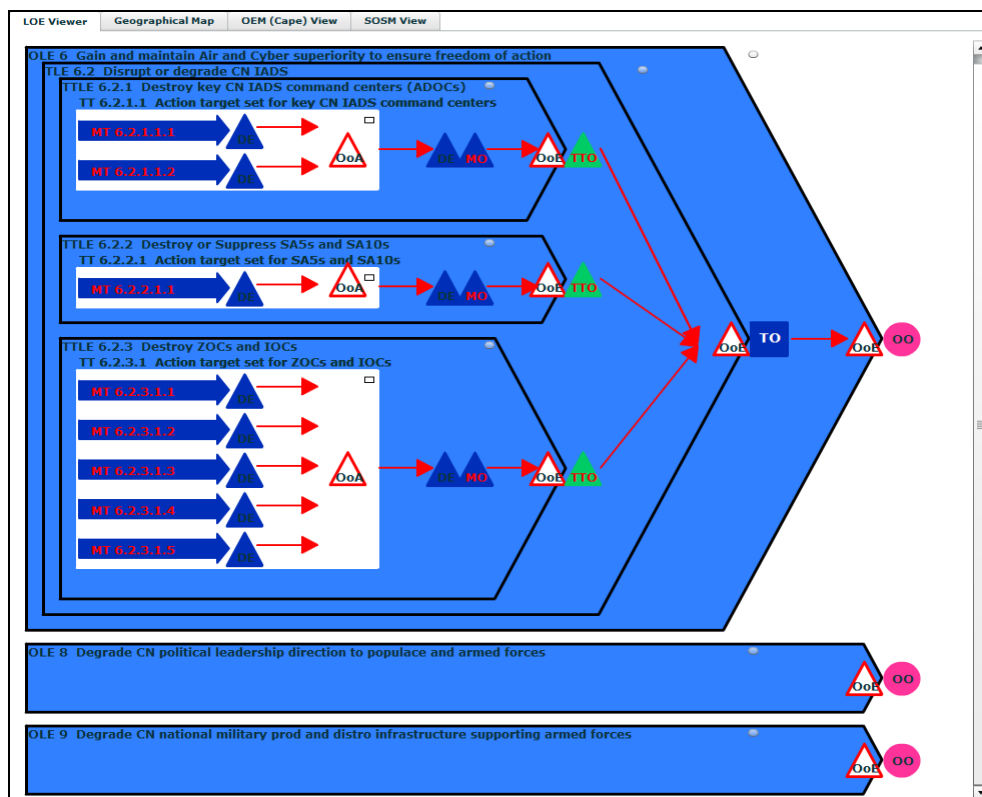 LOE Viewer
Geographical Map
OEM (Cape) View
SOSM View
OLE 6 Gain and maintain Air and Cyber superiority to ensure freedom of action
TLE 6.2 Disrupt or degrade CN IADS
TTLE 6.2.1 Destroy key CN IADS command centers (ADOCs)
TT 6.2.1.1 Action target set for key CN IADS command centers
MT 6.2.1.1.1
DE
MT 6.2.1.1.2
DE
OoA
DE
MO
OoE
TTO
TTLE 6.2.2 Destroy or Suppress SA5s and SA10s
TT 6.2.2.1 Action target set for SA5s and SA10s
MT 6.2.2.1.1
DE
OoA
DE
MO
OoE
TTO
TTLE 6.2.3 Destroy ZOCs and IOCs
TT 6.2.3.1 Action target set for ZOCs and IOCs
MT 6.2.3.1.1
DE
MT 6.2.3.1.2
DE
MT 6.2.3.1.3
DE
MT 6.2.3.1.4
DE
MT 6.2.3.1.5
DE
OoA
DE
MO
OoE
TTO
OoE
TO
OoE
OO
OLE 8 Degrade CN political leadership direction to populace and armed forces
OoE
OO
OLE 9 Degrade CN national military prod and distro infrastructure supporting armed forces
OoE
OO